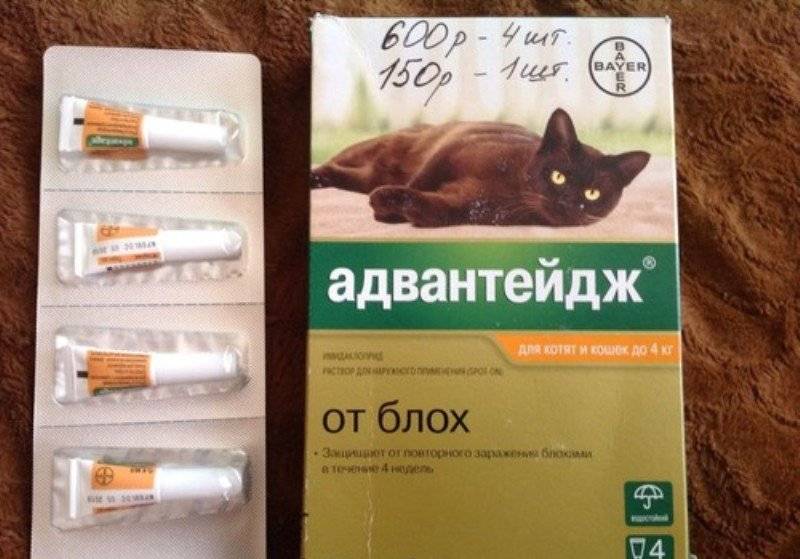 600р - 4 шт.
150р - 1 шт.
BAYER
BAYER
адвантейдж®
для котят и кошек до 4 кг
ИМИДАКЛОПРИД
РАСТВОР ДЛЯ НАРУЖНОГО ПРИМЕНЕНИЯ (SPOT-ON)
от блох
• Защищает от повторного заражения блохами
в течение 4 недель
ВОДОСТОЙКИЙ
4